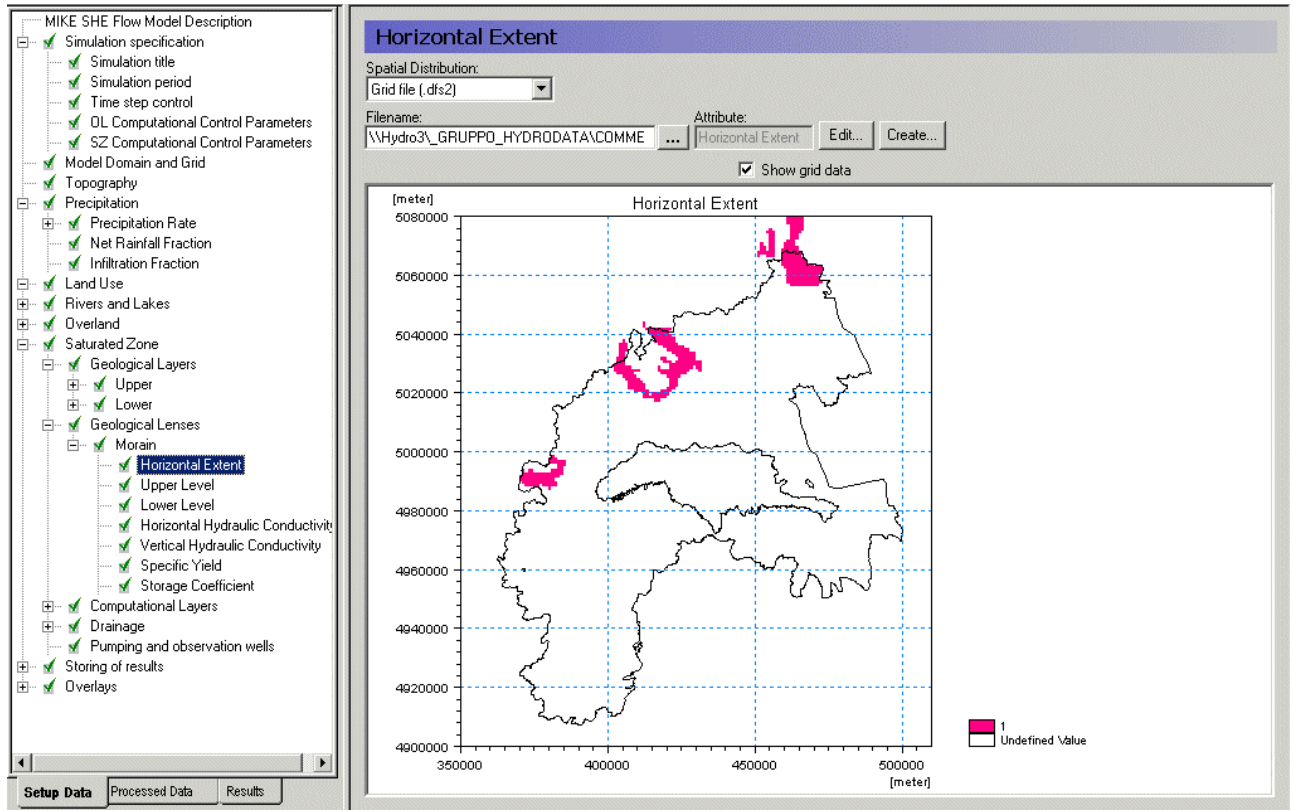 MIKE SHE Flow Model Description
Simulation specification
Simulation title
Simulation period
Time step control
OL Computational Control Parameters
SZ Computational Control Parameters
Model Domain and Grid
Topography
Precipitation
Precipitation Rate
Net Rainfall Fraction
Infiltration Fraction
Land Use
Rivers and Lakes
Overland
Saturated Zone
Geological Layers
Upper
Lower
Geological Lenses
Morain
Horizontal Extent
Upper Level
Lower Level
Horizontal Hydraulic Conductivit
Vertical Hydraulic Conductivity
Specific Yield
Storage Coefficient
Computational Layers
Drainage
Pumping and observation wells
Storing of results
Overlays
Setup Data Processed Data Results
Horizontal Extent
Spatial Distribution:
Grid file (.dfs2)
Filename: Attribute:
\\Hydro3\_GRUPPO_HYDRODATA\COMME ... Horizontal Extent Edit... Create...
Show grid data
[meter] Horizontal Extent
5080000
5060000
5040000
5020000
5000000
4980000
4960000
4940000
4920000
4900000
350000 400000 450000 500000
[meter]
1
Undefined Value